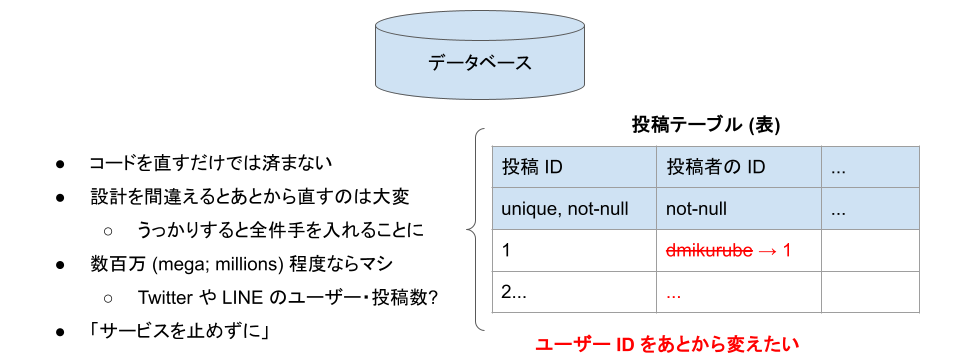 データベース
● コードを直すだけでは済まない
● 設計を間違えるとあとから直すのは大変
○ うっかりすると全件手を入れることに
● 数百万 (mega; millions) 程度ならマシ
○ Twitter や LINE のユーザー・投稿数?
● 「サービスを止めずに」
投稿テーブル (表)
投稿 ID 投稿者の ID ...
unique, not-null not-null ...
1 dmikurube → 1
2... ...
ユーザー ID をあとから変えたい